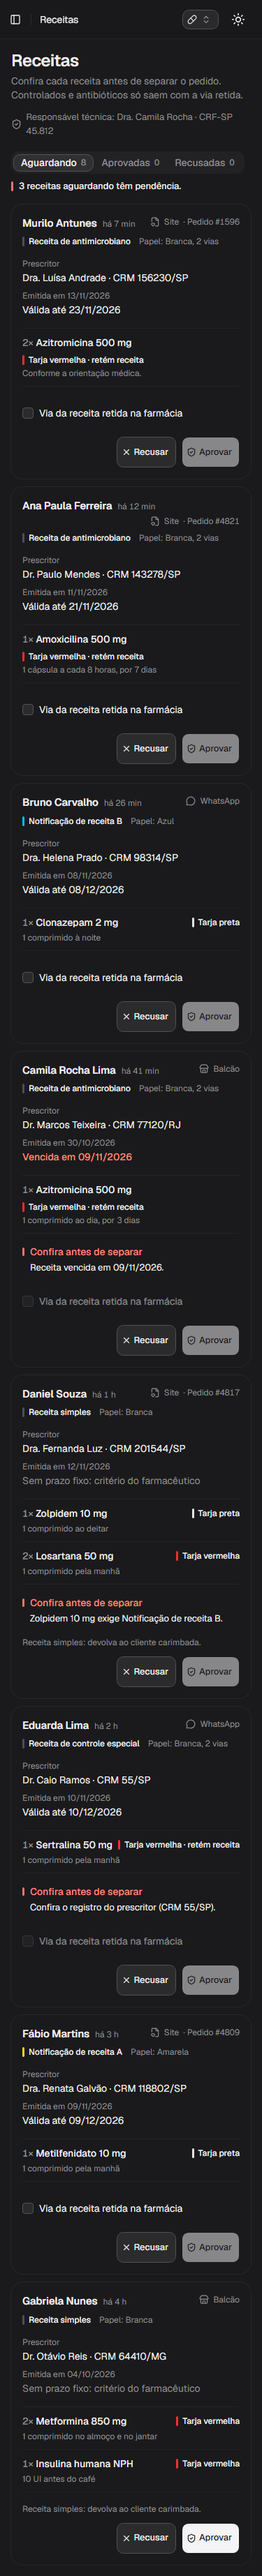 Receitas
Receitas
Confira cada receita antes de separar o pedido.
Controlados e antibióticos só saem com a via retida.
Responsável técnica: Dra. Camila Rocha · CRF-SP
45.812
Aguardando 8 Aprovadas 0 Recusadas 0
3 receitas aguardando têm pendência.
Murilo Antunes há 7 min Site · Pedido #1596
Receita de antimicrobiano Papel: Branca, 2 vias
Prescritor
Dra. Luísa Andrade · CRM 156230/SP
Emitida em 13/11/2026
Válida até 23/11/2026
2× Azitromicina 500 mg
Tarja vermelha · retém receita
Conforme a orientação médica.
Via da receita retida na farmácia
Recusar Aprovar
Ana Paula Ferreira há 12 min
Site · Pedido #4821
Receita de antimicrobiano Papel: Branca, 2 vias
Prescritor
Dr. Paulo Mendes · CRM 143278/SP
Emitida em 11/11/2026
Válida até 21/11/2026
1× Amoxicilina 500 mg
Tarja vermelha · retém receita
1 cápsula a cada 8 horas, por 7 dias
Via da receita retida na farmácia
Recusar Aprovar
Bruno Carvalho há 26 min WhatsApp
Notificação de receita B Papel: Azul
Prescritor
Dra. Helena Prado · CRM 98314/SP
Emitida em 08/11/2026
Válida até 08/12/2026
1× Clonazepam 2 mg Tarja preta
1 comprimido à noite
Via da receita retida na farmácia
Recusar Aprovar
Camila Rocha Lima há 41 min Balcão
Receita de antimicrobiano Papel: Branca, 2 vias
Prescritor
Dr. Marcos Teixeira · CRM 77120/RJ
Emitida em 30/10/2026
Vencida em 09/11/2026
1× Azitromicina 500 mg
Tarja vermelha · retém receita
1 comprimido ao dia, por 3 dias
Confira antes de separar
Receita vencida em 09/11/2026.
Via da receita retida na farmácia
Recusar Aprovar
Daniel Souza há 1 h Site · Pedido #4817
Receita simples Papel: Branca
Prescritor
Dra. Fernanda Luz · CRM 201544/SP
Emitida em 12/11/2026
Sem prazo fixo: critério do farmacêutico
1× Zolpidem 10 mg Tarja preta
1 comprimido ao deitar
2× Losartana 50 mg Tarja vermelha
1 comprimido pela manhã
Confira antes de separar
Zolpidem 10 mg exige Notificação de receita B.
Receita simples: devolva ao cliente carimbada.
Recusar Aprovar
Eduarda Lima há 2 h WhatsApp
Receita de controle especial Papel: Branca, 2 vias
Prescritor
Dr. Caio Ramos · CRM 55/SP
Emitida em 10/11/2026
Válida até 10/12/2026
1× Sertralina 50 mg Tarja vermelha · retém receita
1 comprimido pela manhã
Confira antes de separar
Confira o registro do prescritor (CRM 55/SP).
Via da receita retida na farmácia
Recusar Aprovar
Fábio Martins há 3 h Site · Pedido #4809
Notificação de receita A Papel: Amarela
Prescritor
Dra. Renata Galvão · CRM 118802/SP
Emitida em 09/11/2026
Válida até 09/12/2026
1× Metilfenidato 10 mg Tarja preta
1 comprimido pela manhã
Via da receita retida na farmácia
Recusar Aprovar
Gabriela Nunes há 4 h Balcão
Receita simples Papel: Branca
Prescritor
Dr. Otávio Reis · CRM 64410/MG
Emitida em 04/10/2026
Sem prazo fixo: critério do farmacêutico
2× Metformina 850 mg Tarja vermelha
1 comprimido no almoço e no jantar
1× Insulina humana NPH Tarja vermelha
10 UI antes do café
Receita simples: devolva ao cliente carimbada.
Recusar Aprovar